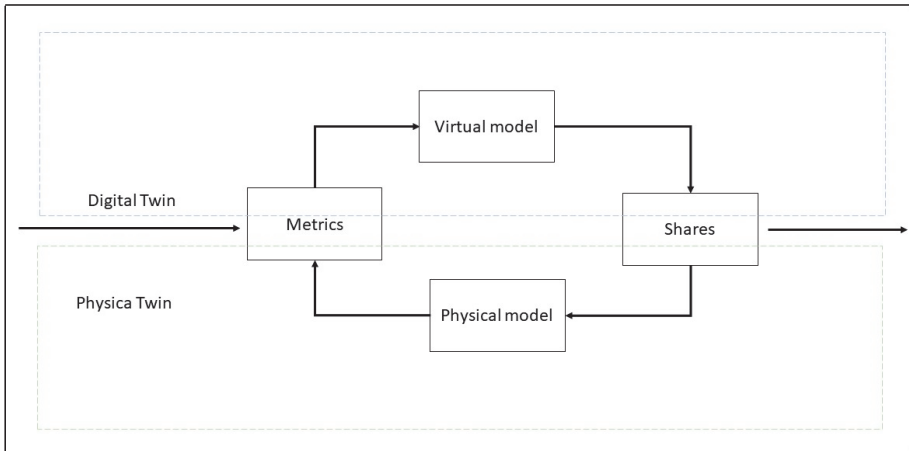 Virtual model
Digital Twin
Metrics
Shares
Physica Twin
Physical model